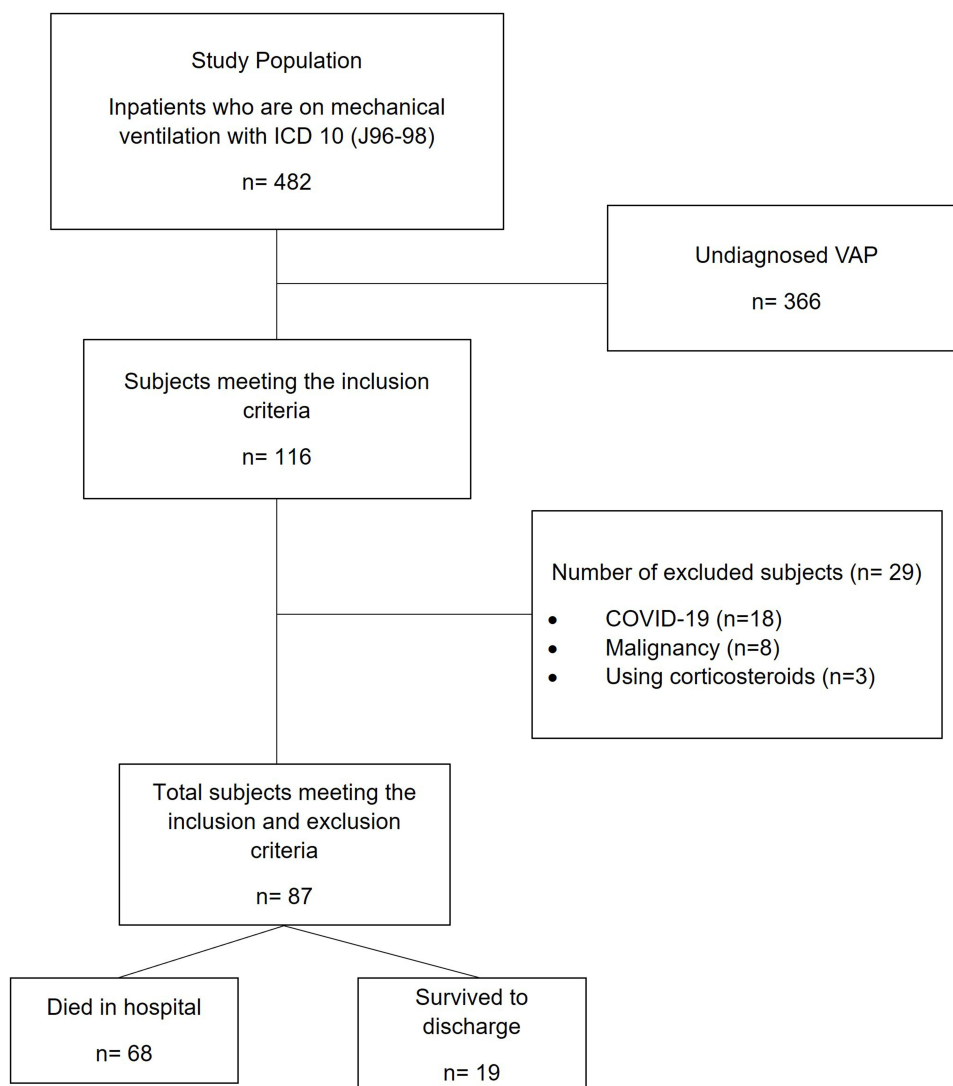 Study Population
Inpatients who are on mechanical
ventilation with ICD 10 (J96-98)
n= 482
Undiagnosed VAP
n= 366
Subjects meeting the inclusion
criteria
n= 116
Number of excluded subjects (n= 29)
• COVID-19 (n=18)
• Malignancy (n=8)
• Using corticosteroids (n=3)
Total subjects meeting the
inclusion and exclusion
criteria
n= 87
Died in hospital
n= 68
Survived to
discharge
n= 19